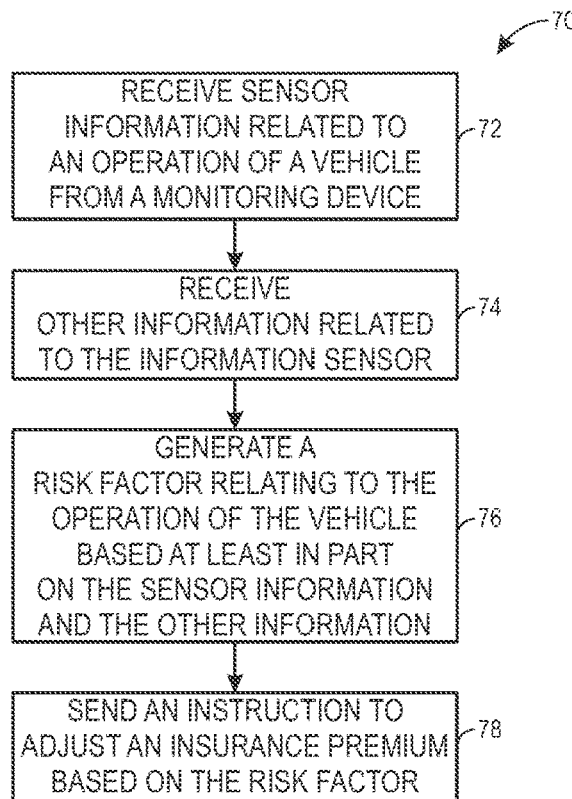 70
RECEIVE SENSOR
INFORMATION RELATED TO
AN OPERATION OF A VEHICLE
FROM A MONITORING DEVICE
72
RECEIVE
OTHER INFORMATION RELATED
TO THE INFORMATION SENSOR
74
GENERATE A
RISK FACTOR RELATING TO THE
OPERATION OF THE VEHICLE
BASED AT LEAST IN PART
ON THE SENSOR INFORMATION
AND THE OTHER INFORMATION
76
SEND AN INSTRUCTION TO
ADJUST AN INSURANCE PREMIUM
BASED ON THE RISK FACTOR
78